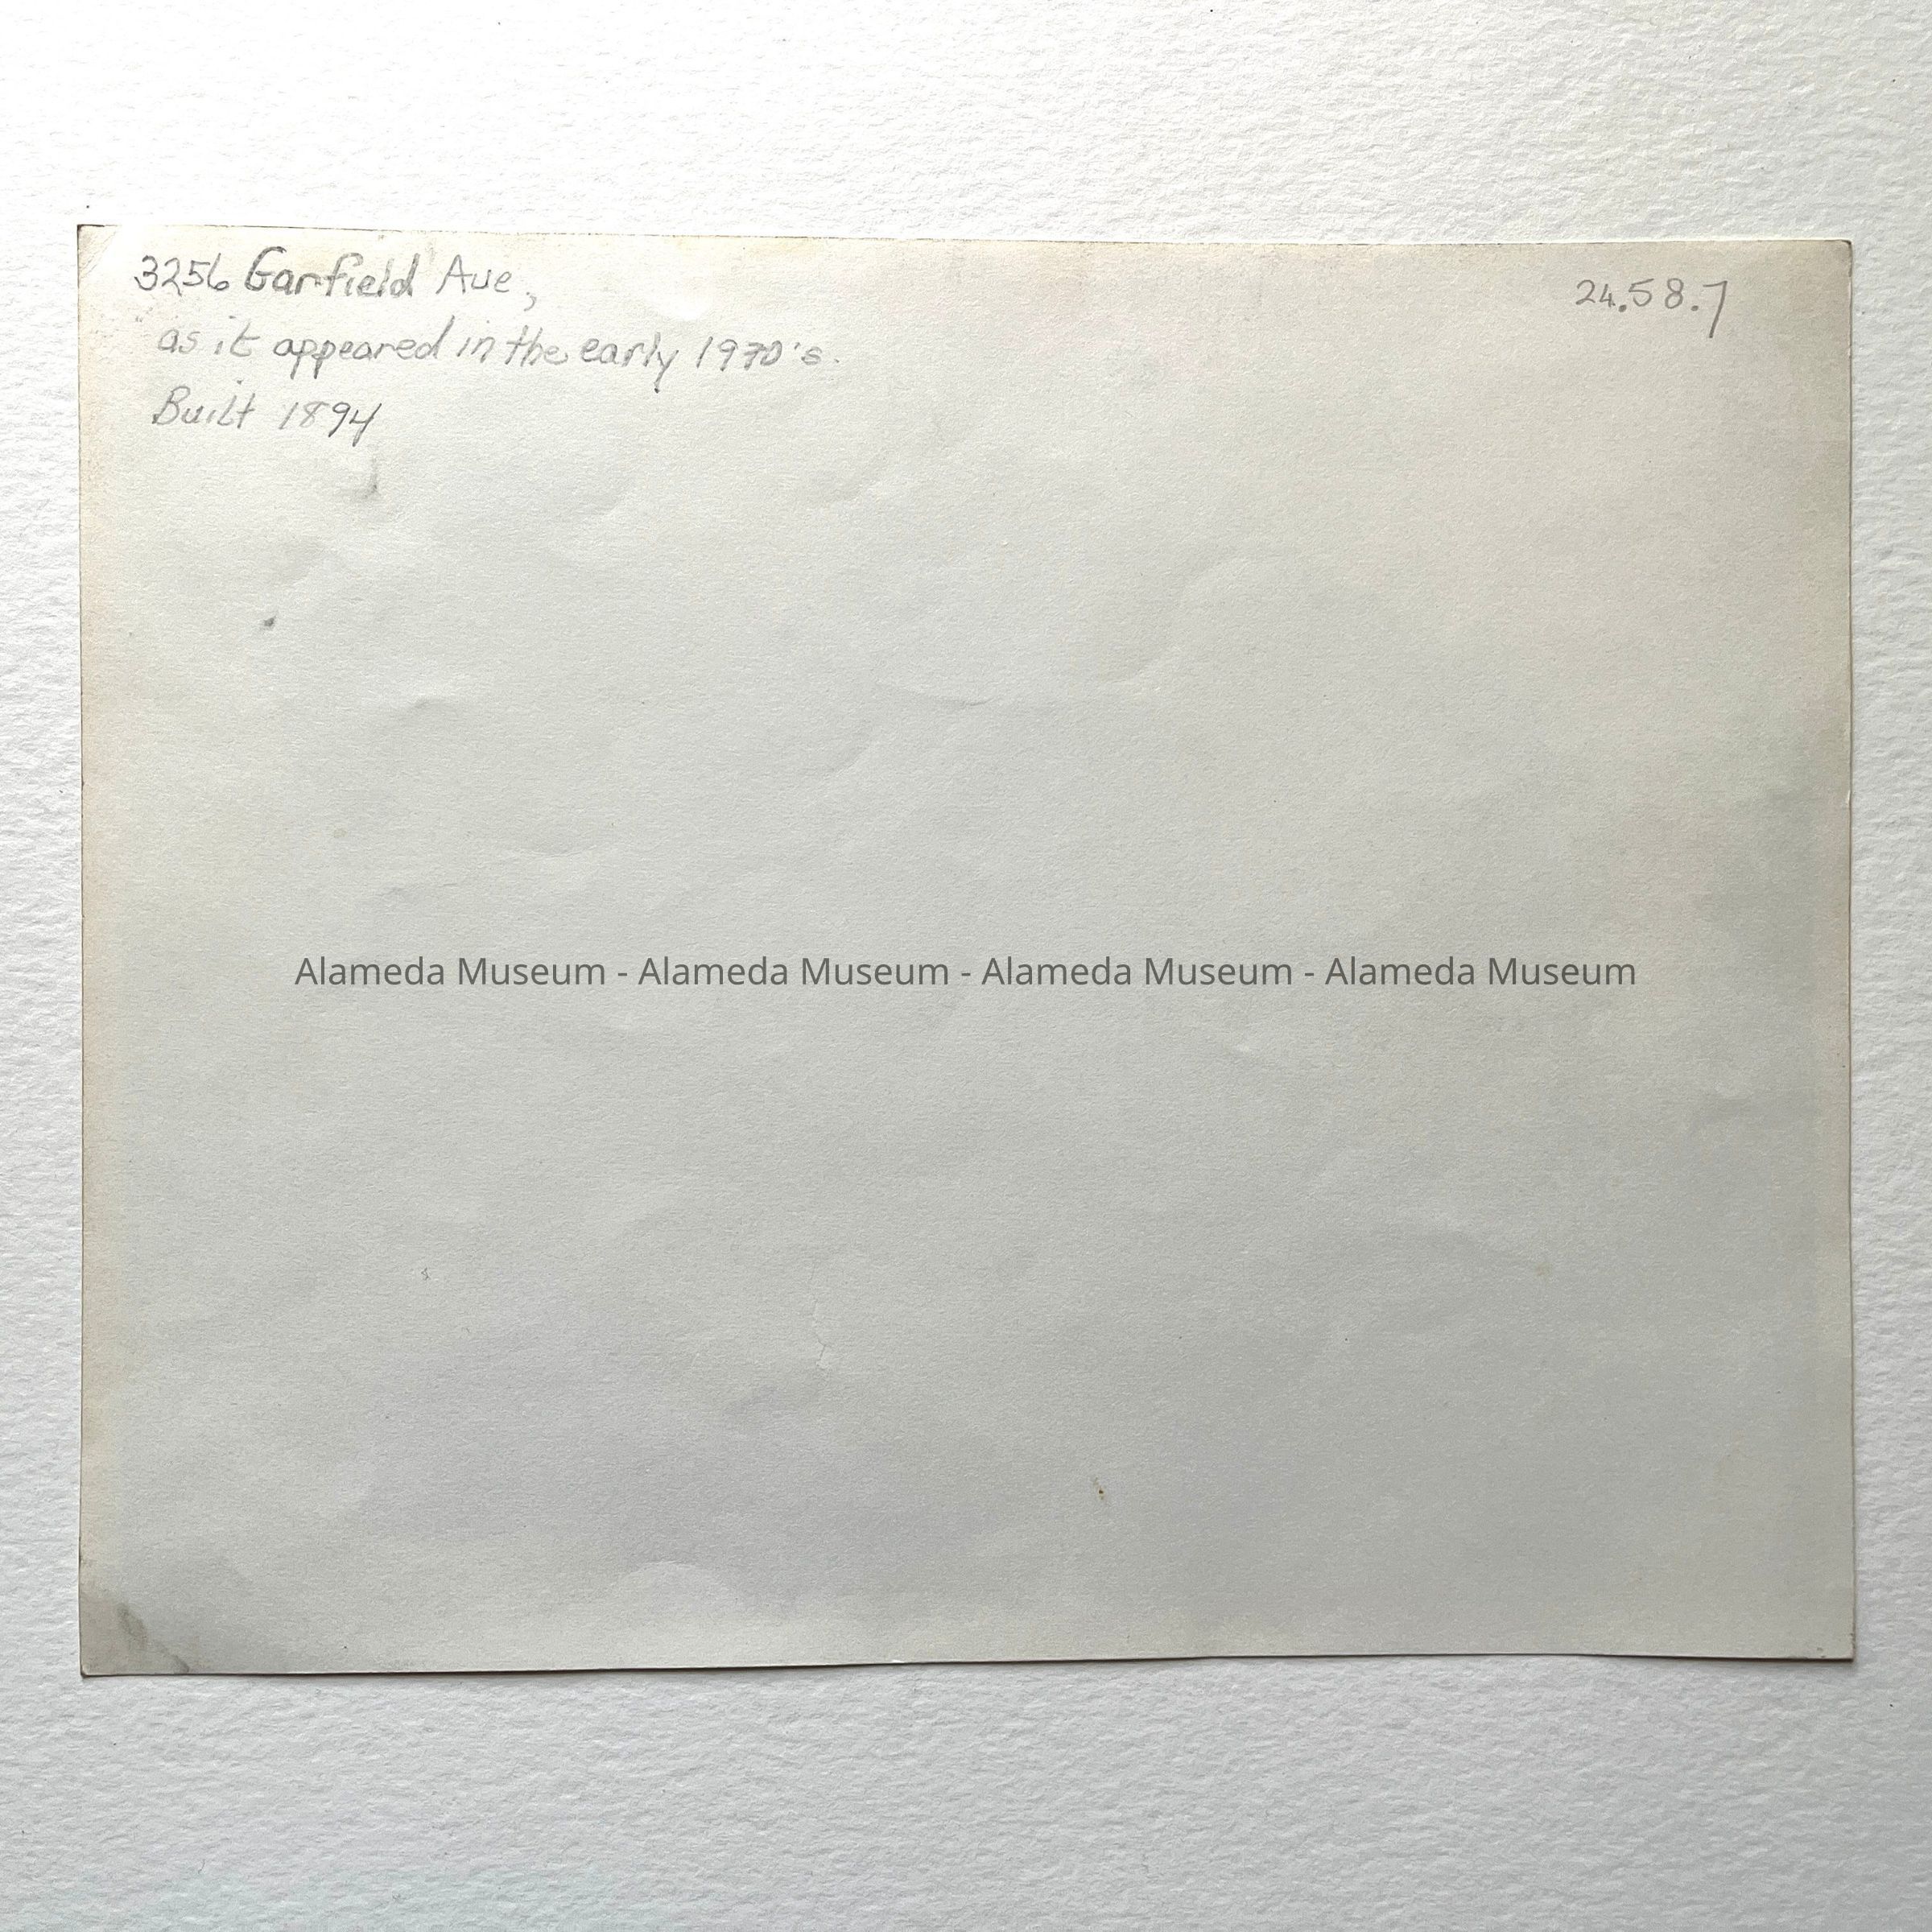 3256 Garfield Ave,
24.58.7
as it appeared in the early 1970's.
Built 1894
Alameda Museum - Alameda Museum - Alameda Museum - Alameda Museum